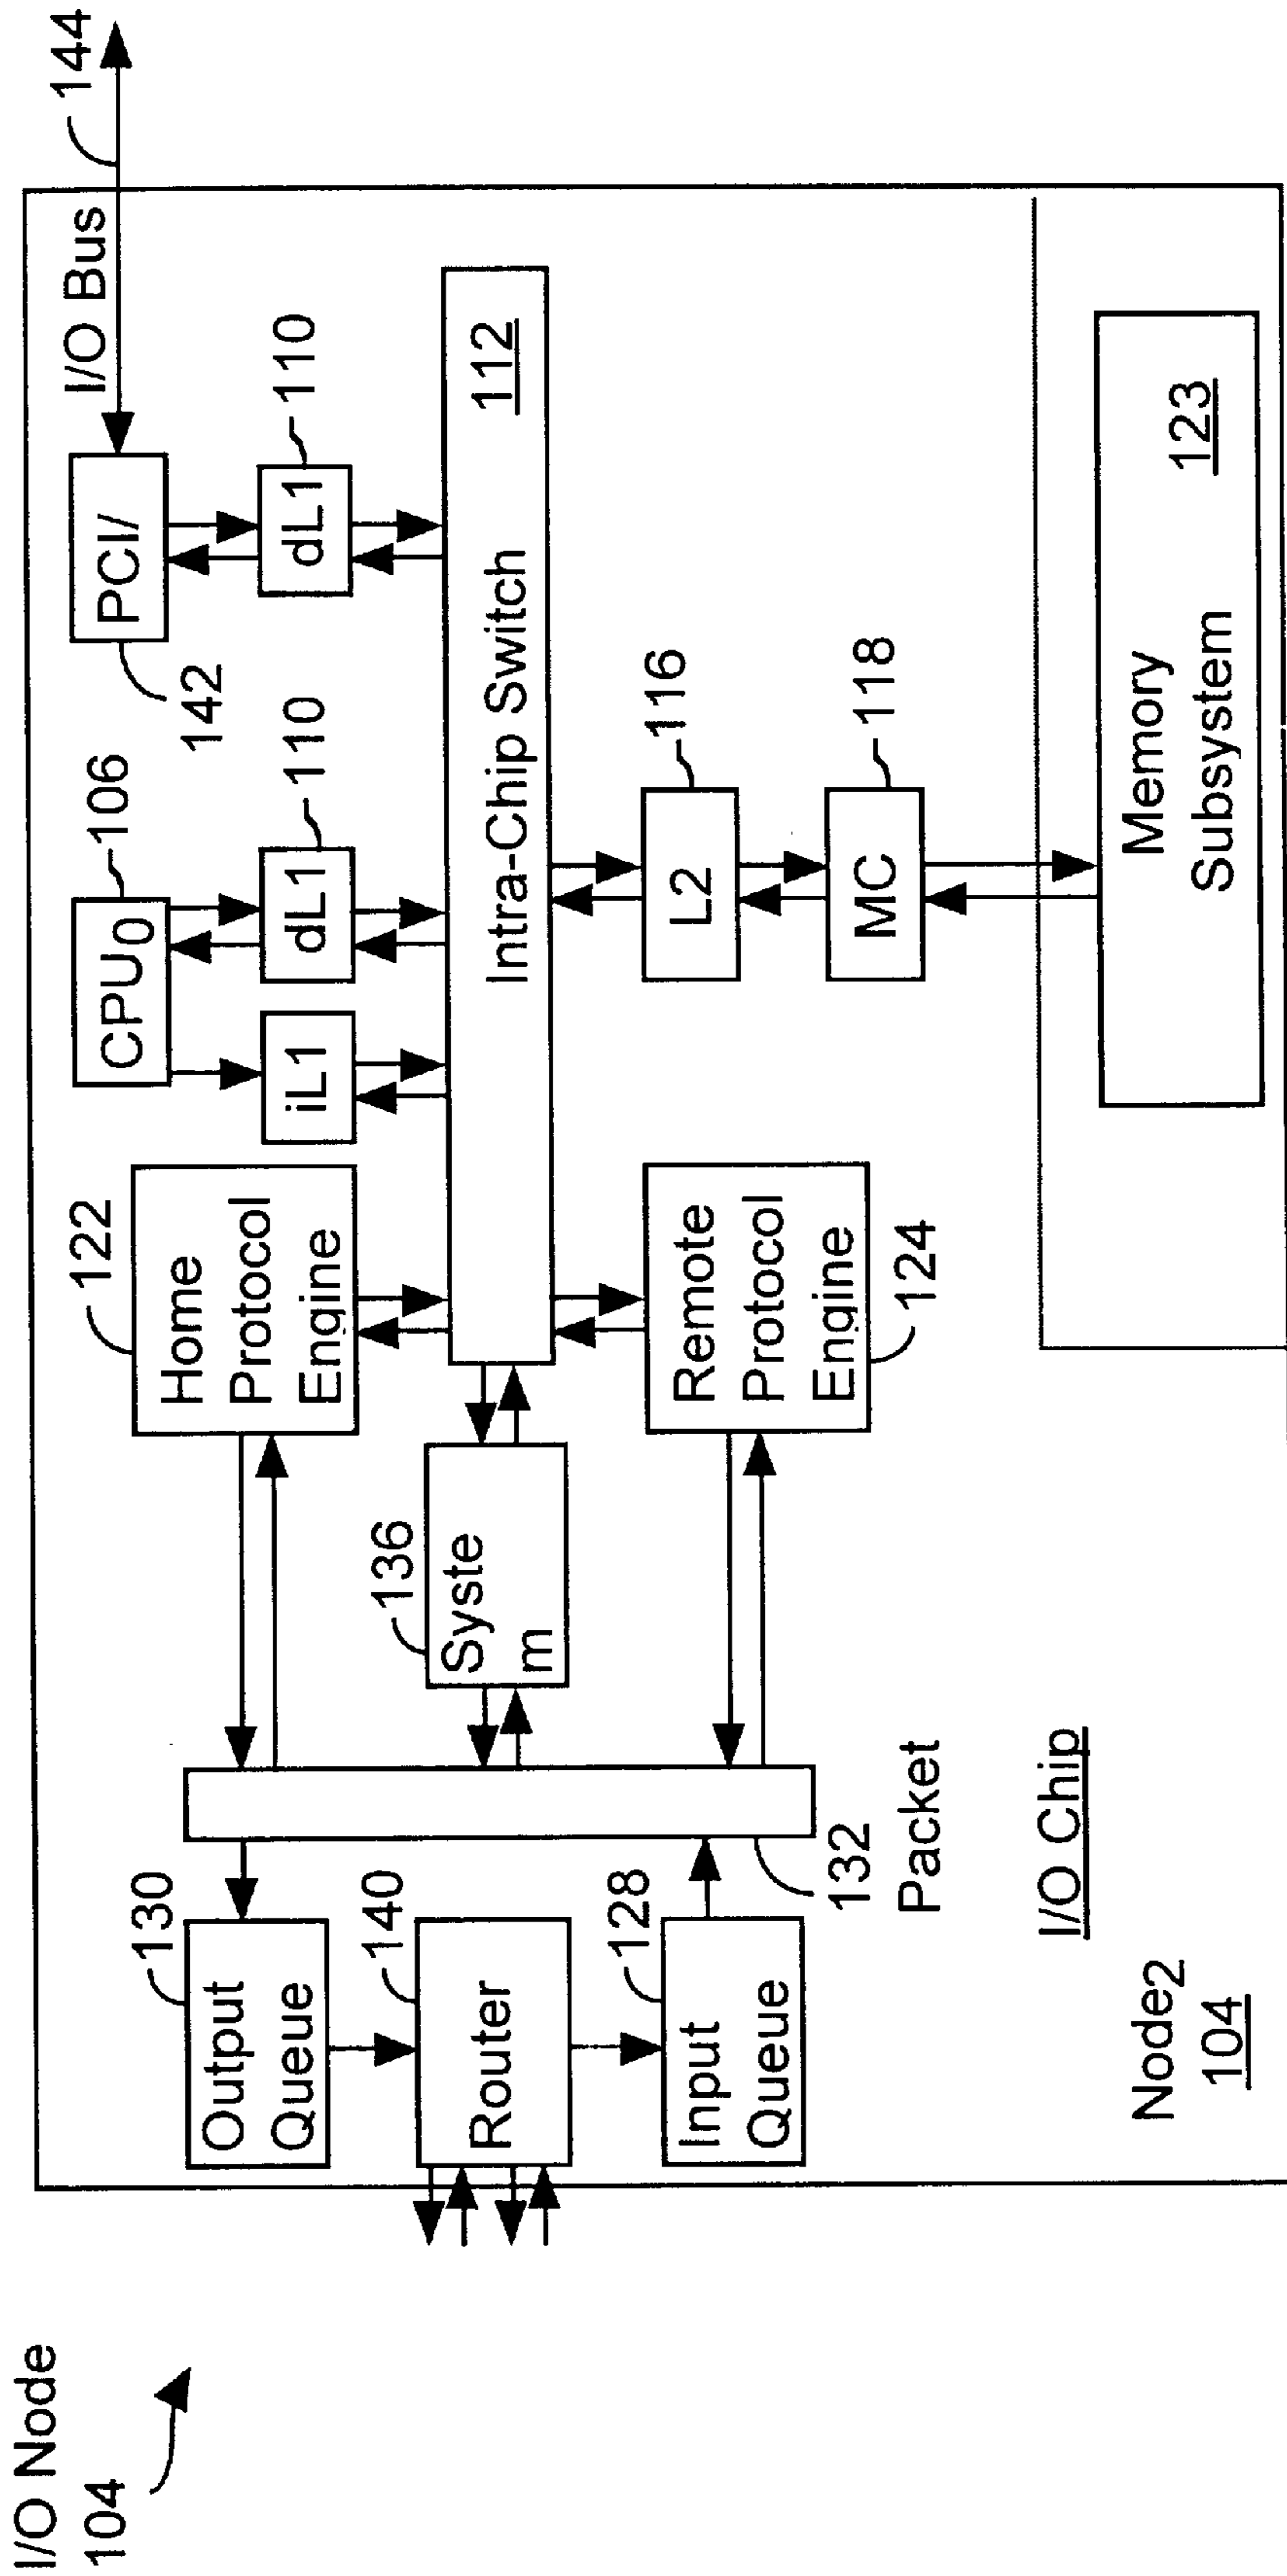 I/O Node
104
144
I/O Bus
PCI/
142
dL1
110
CPU0
106
dL1
110
iL1
Home
Protocol
Engine
122
Intra-Chip Switch
112
Syste
m
136
Output
Queue
130
Router
140
Input
Queue
128
132
Packet
Remote
Protocol
Engine
124
L2
116
MC
118
Memory
Subsystem
123
I/O Chip
Node2
104